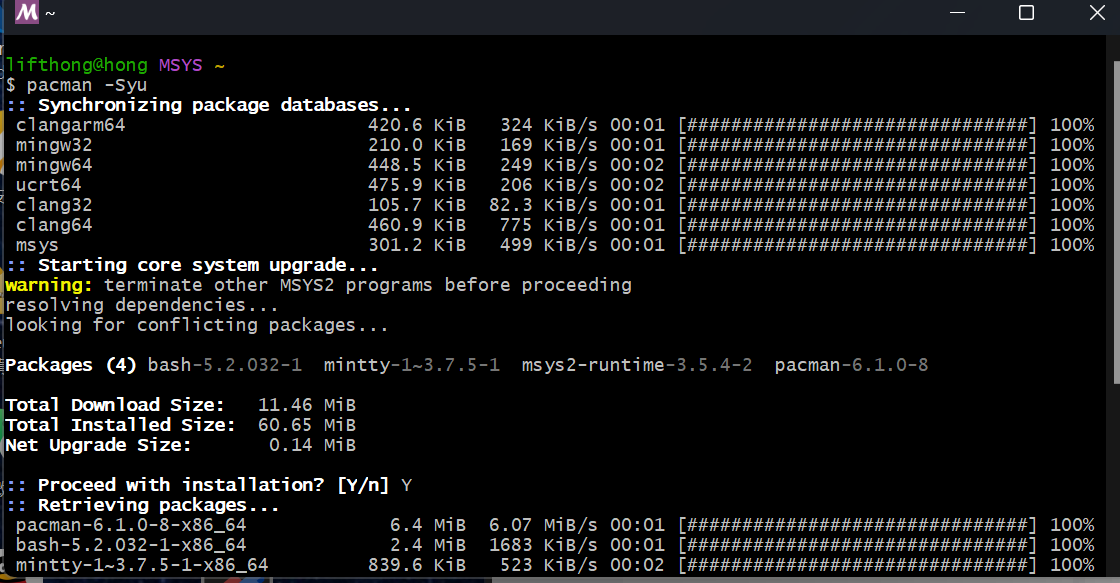 M ~
lifthong@hong MSYS ~
$ pacman -Syu
:: Synchronizing package databases...
clangarm64 420.6 KiB 324 KiB/s 00:01 [###############################] 100%
mingw32 210.0 KiB 169 KiB/s 00:01 [###############################] 100%
mingw64 448.5 KiB 249 KiB/s 00:02 [###############################] 100%
ucrt64 475.9 KiB 206 KiB/s 00:02 [###############################] 100%
clang32 105.7 KiB 82.3 KiB/s 00:01 [###############################] 100%
clang64 460.9 KiB 775 KiB/s 00:01 [###############################] 100%
msys 301.2 KiB 499 KiB/s 00:01 [###############################] 100%
:: Starting core system upgrade...
warning: terminate other MSYS2 programs before proceeding
resolving dependencies...
looking for conflicting packages...
Packages (4) bash-5.2.032-1 mintty-1~3.7.5-1 msys2-runtime-3.5.4-2 pacman-6.1.0-8
Total Download Size: 11.46 MiB
Total Installed Size: 60.65 MiB
Net Upgrade Size: 0.14 MiB
:: Proceed with installation? [Y/n] Y
:: Retrieving packages...
pacman-6.1.0-8-x86_64 6.4 MiB 6.07 MiB/s 00:01 [###############################] 100%
bash-5.2.032-1-x86_64 2.4 MiB 1683 KiB/s 00:01 [###############################] 100%
mintty-1~3.7.5-1-x86_64 839.6 KiB 523 KiB/s 00:02 [###############################] 100%